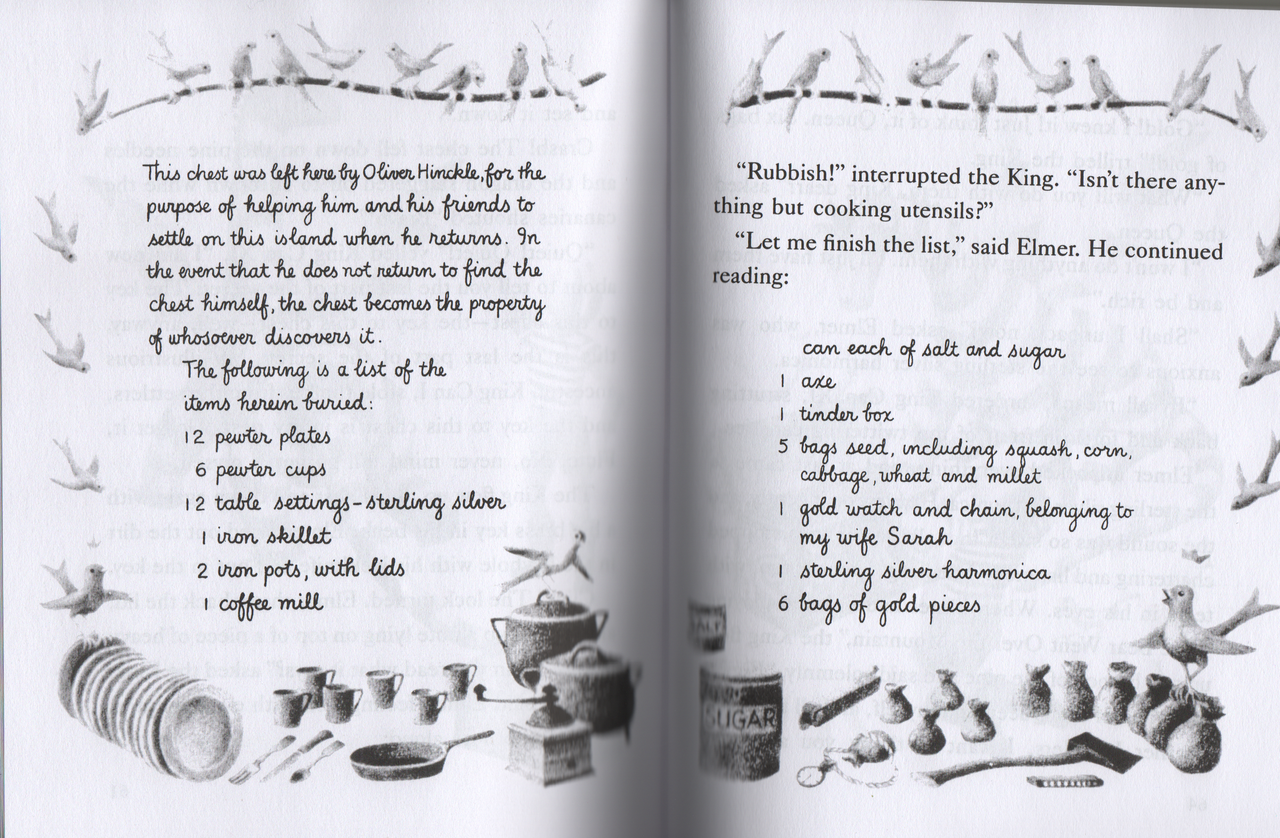 This chest was left here by Oliver Hinckle, for the
purpose of helping him and his friends to
settle on this island when he returns. In
the event that he does not return to find the
chest himself, the chest becomes the property
of whosoever discovers it.
The following is a list of the
items herein buried:
12 pewter plates
6 pewter cups
12 table settings - sterling silver
1 iron skillet
2 iron pots, with lids
1 coffee mill
"Rubbish!" interrupted the King. "Isn't there any-
thing but cooking utensils?"
"Let me finish the list," said Elmer. He continued
reading:
can each of salt and sugar
1 axe
1 tinder box
5 bags seed, including squash, corn,
cabbage, wheat and millet
1 gold watch and chain, belonging to
my wife Sarah
1 sterling silver harmonica
6 bags of gold pieces
SALT
SUGAR